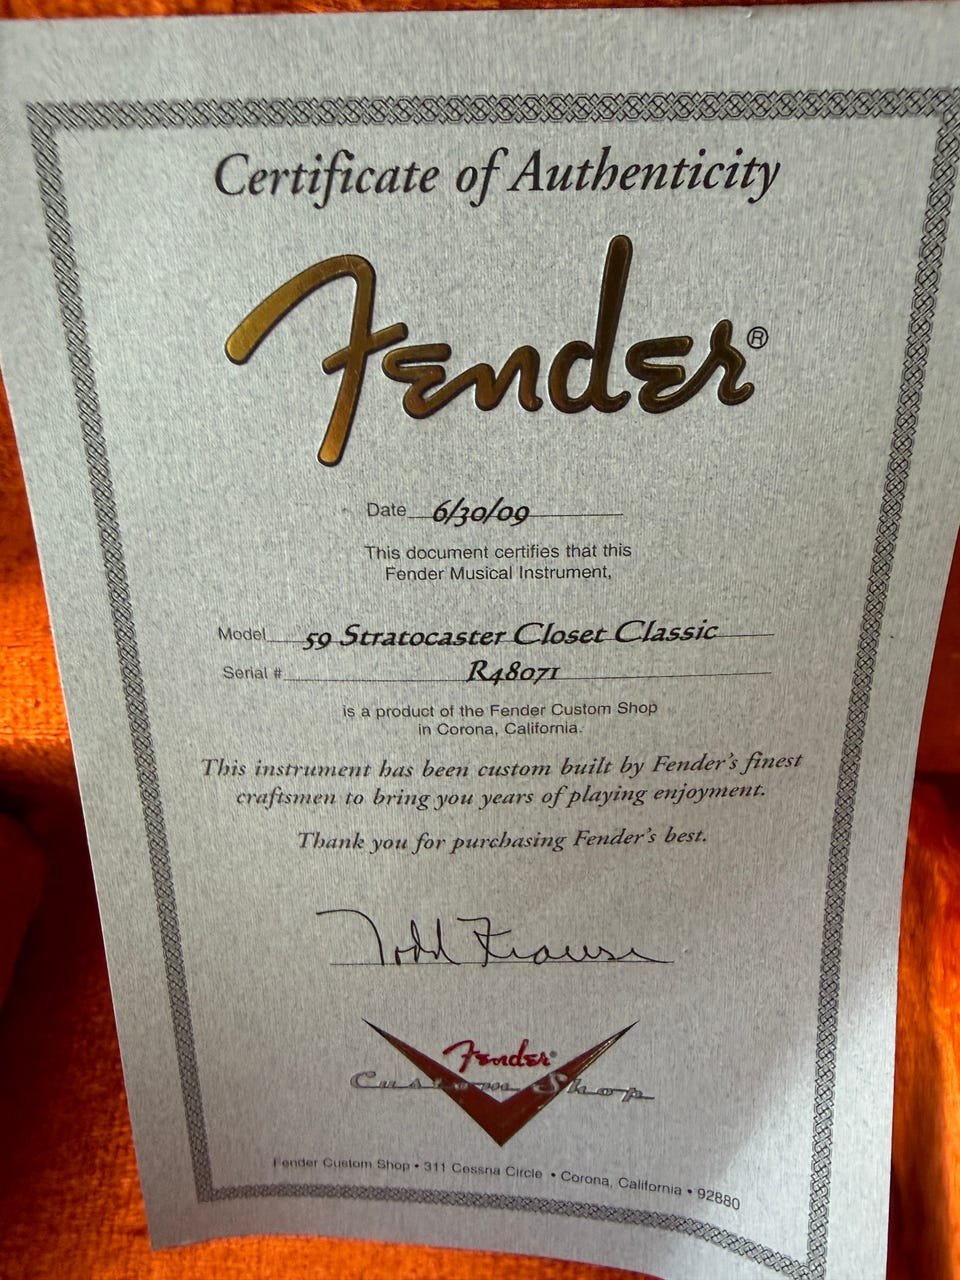 Certificate of Authenticity
Fender®
Date 6/30/09
This document certifies that this
Fender Musical Instrument,
Model 59 Stratocaster Closet Classic
Serial # R48071
is a product of the Fender Custom Shop
in Corona, California.
This instrument has been custom built by Fender's finest
craftsmen to bring you years of playing enjoyment.
Thank you for purchasing Fender's best.
Todd Krause
Fender®
Custom Shop
Fender Custom Shop • 311 Cessna Circle • Corona, California • 92880